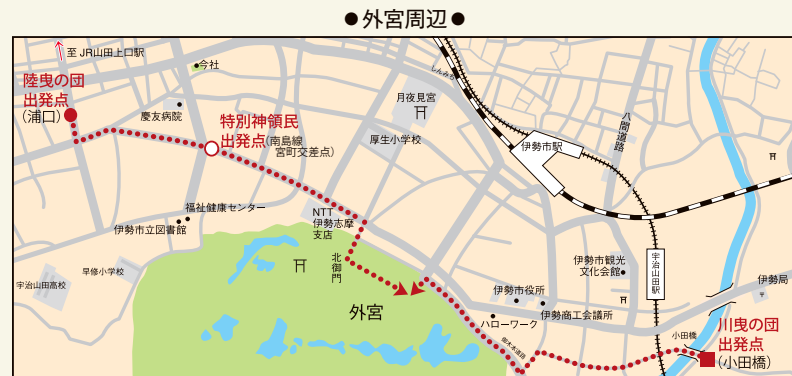 ●外宮周辺●
至 JR山田上口駅
しんみち
今社
陸曳の団
出発点
(浦口)
慶友病院
月夜見宮
八間道路
特別神領民
出発点(南島線
宮町交差点)
厚生小学校
伊勢市駅
福祉健康センター
NTT
伊勢志摩
支店
伊勢市立図書館
北御門
早修小学校
宇治山田高校
伊勢市観光
文化会館
宇治山田駅
伊勢局
外宮
伊勢市役所
伊勢商工会議所
ハローワーク
御木本道路
小田橋
川曳の団
出発点
(小田橋)